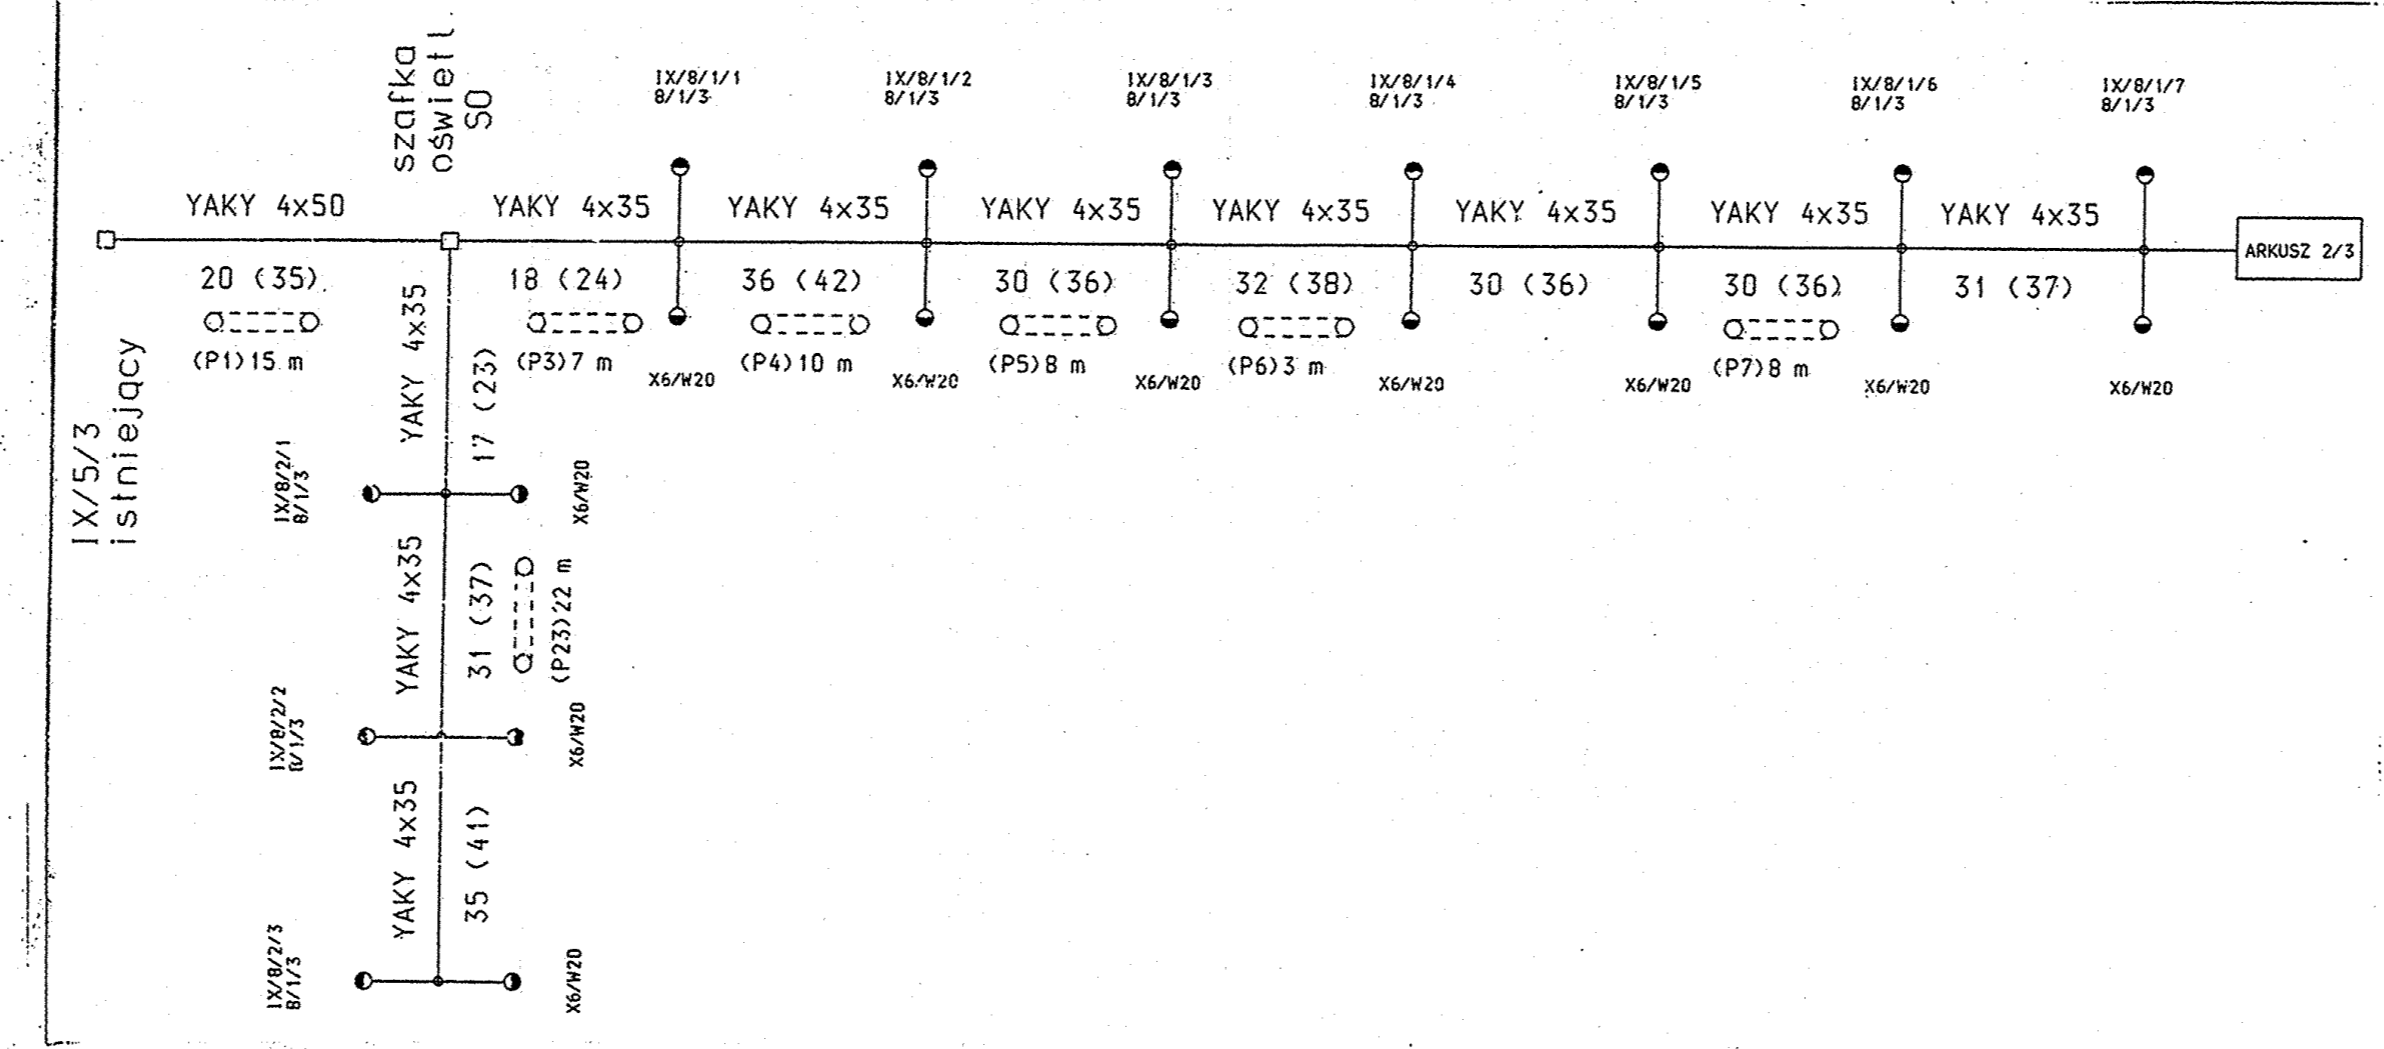 szafka
oświetl
SO
IX/8/1/1
8/1/3
IX/8/1/2
8/1/3
IX/8/1/3
8/1/3
IX/8/1/4
8/1/3
IX/8/1/5
8/1/3
IX/8/1/6
8/1/3
IX/8/1/7
8/1/3
YAKY 4x50
YAKY 4x35
YAKY 4x35
YAKY 4x35
YAKY 4x35
YAKY 4x35
YAKY 4x35
YAKY 4x35
ARKUSZ 2/3
20 (35)
18 (24)
36 (42)
30 (36)
32 (38)
30 (36)
30 (36)
31 (37)
(P1)15 m
(P3)7 m
(P4)10 m
(P5)8 m
(P6)3 m
(P7)8 m
X6/W20
X6/W20
X6/W20
X6/W20
X6/W20
X6/W20
X6/W20
IX/5/3
istniejący
YAKY 4x35
17 (23)
IX/8/2/1
8/1/3
X6/W20
YAKY 4x35
31 (37)
(P23)22 m
IX/8/2/2
8/1/3
X6/W20
YAKY 4x35
35 (41)
IX/8/2/3
8/1/3
X6/W20